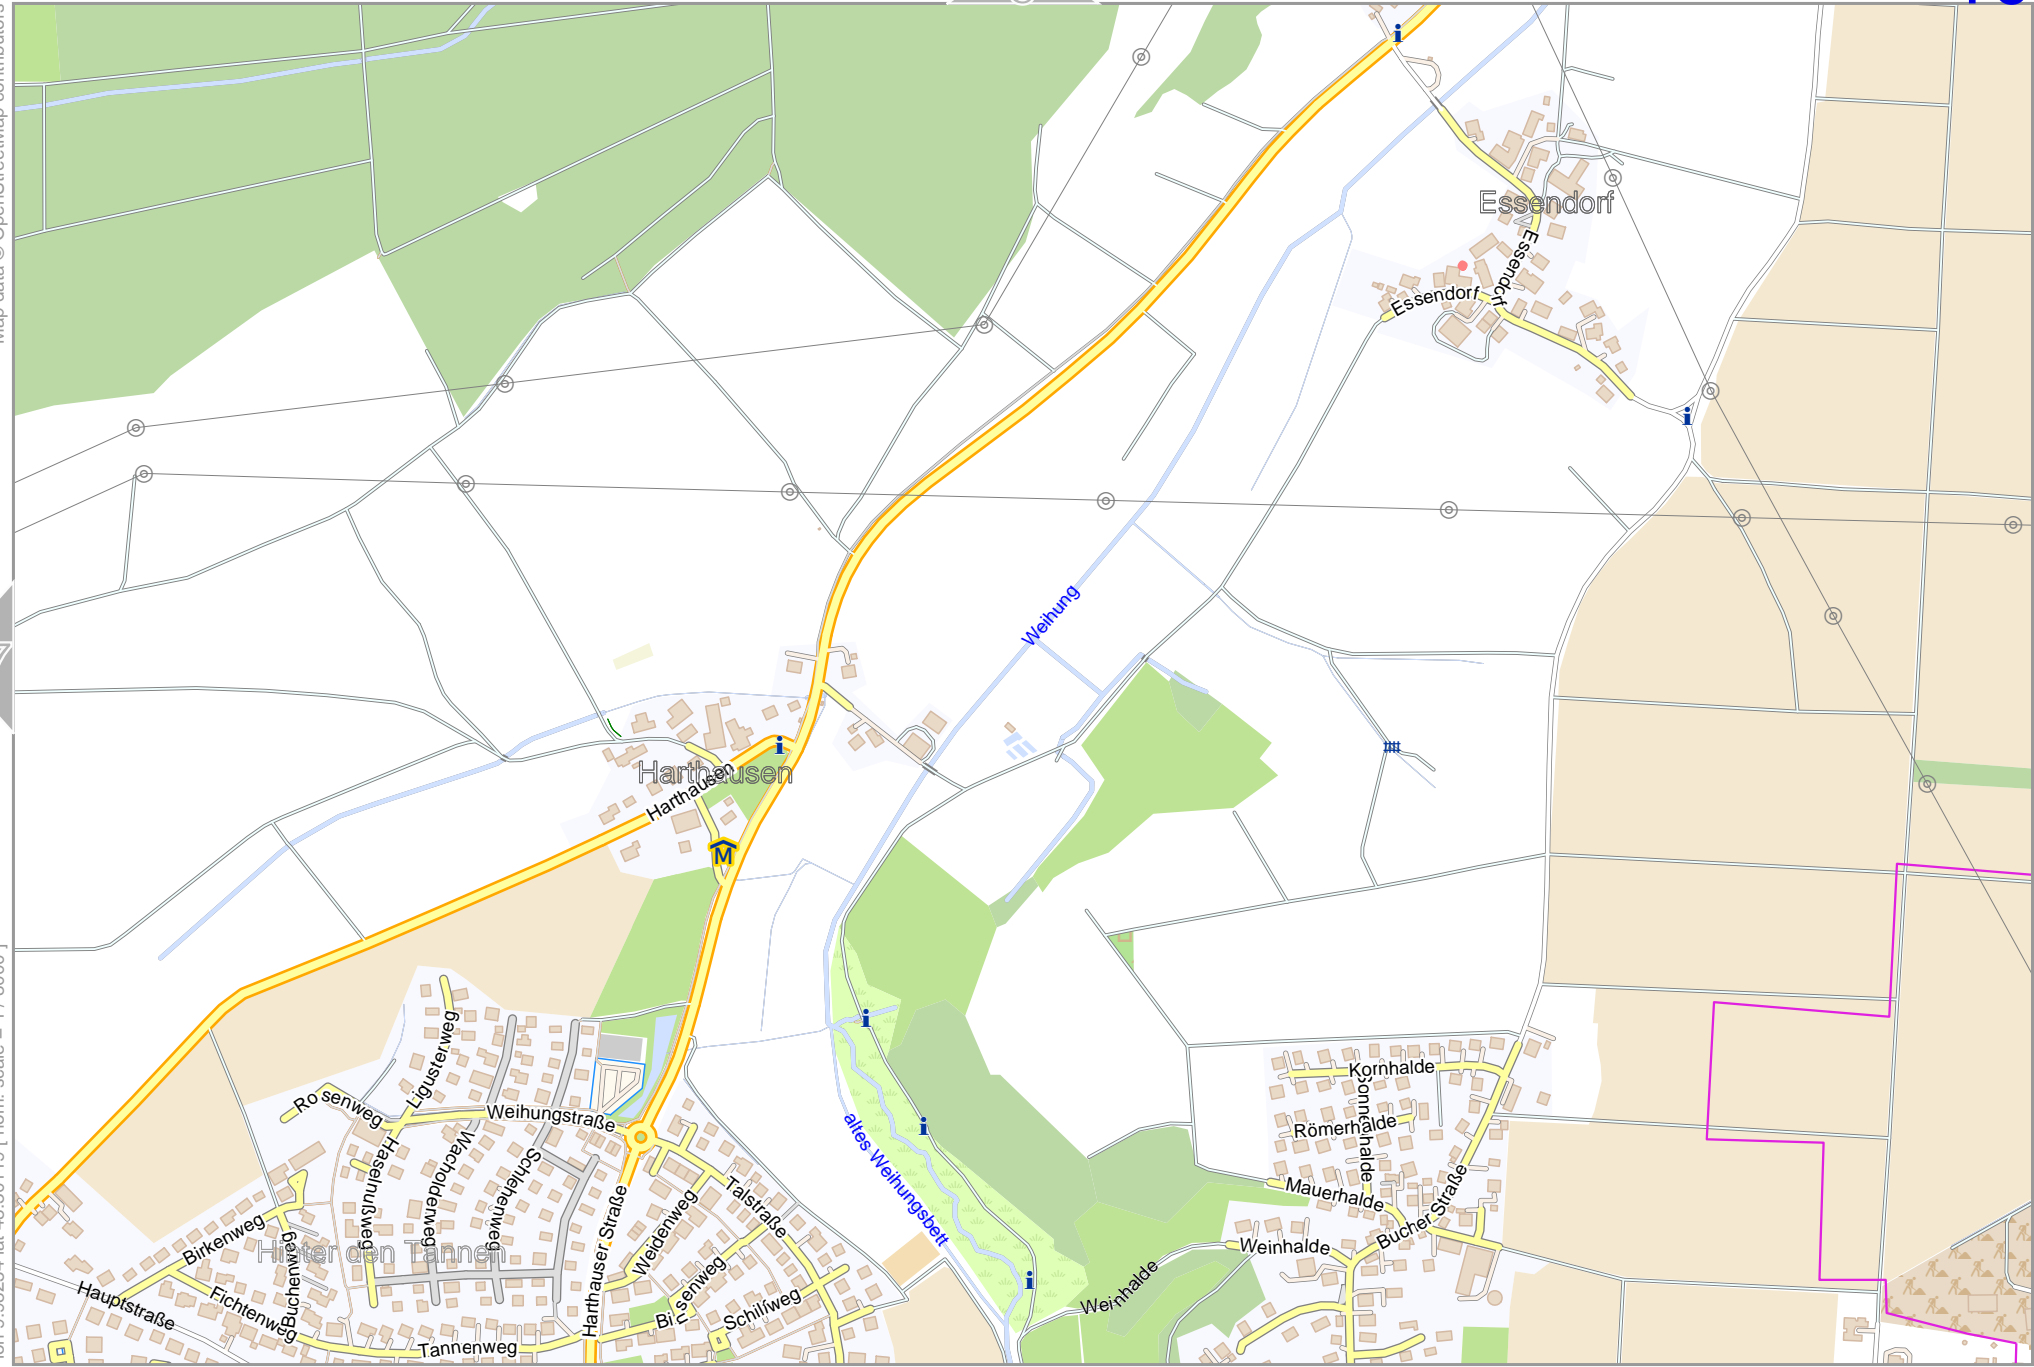 Essendorf
Essendorf
Essendorf
Weihung
Harthausen
Harthausen
M
Ligusterweg
Rosenweg
Weihungstraße
Haselnußweg
Wacholderweg
Schlehenweg
Harthauser Straße
Weidenweg
Talstraße
altes Weihungsbett
Kornhalde
Sonnenhalde
Römerhalde
Mauerhalde
Bucher Straße
Weinhalde
Weinhalde
Birkenweg
Hinter den Tannen
Buchenweg
Hauptstraße
Fichtenweg
Tannenweg
Binsenweg
Schilfweg